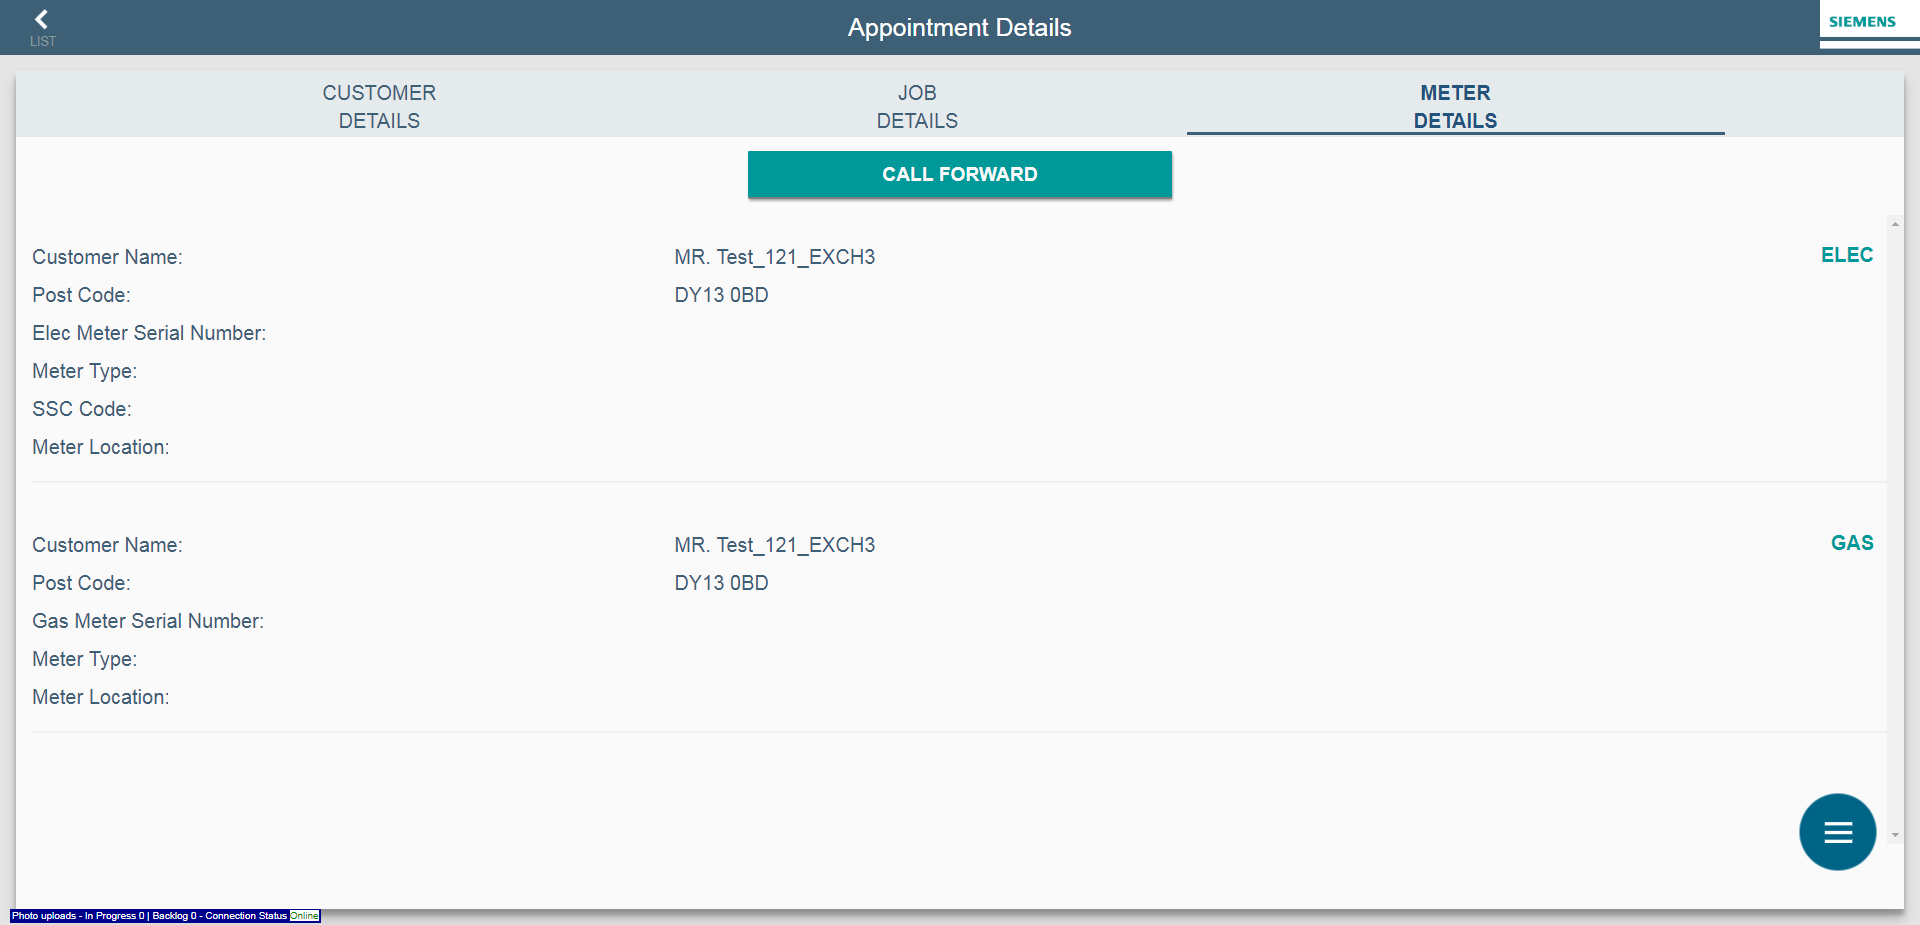 LIST
Appointment Details
SIEMENS
CUSTOMER
DETAILS
JOB
DETAILS
METER
DETAILS
CALL FORWARD
Customer Name: MR. Test_121_EXCH3 ELEC
Post Code: DY13 0BD
Elec Meter Serial Number:
Meter Type:
SSC Code:
Meter Location:
Customer Name: MR. Test_121_EXCH3 GAS
Post Code: DY13 0BD
Gas Meter Serial Number:
Meter Type:
Meter Location:
Photo uploads - In Progress 0 | Backlog 0 - Connection Status Online